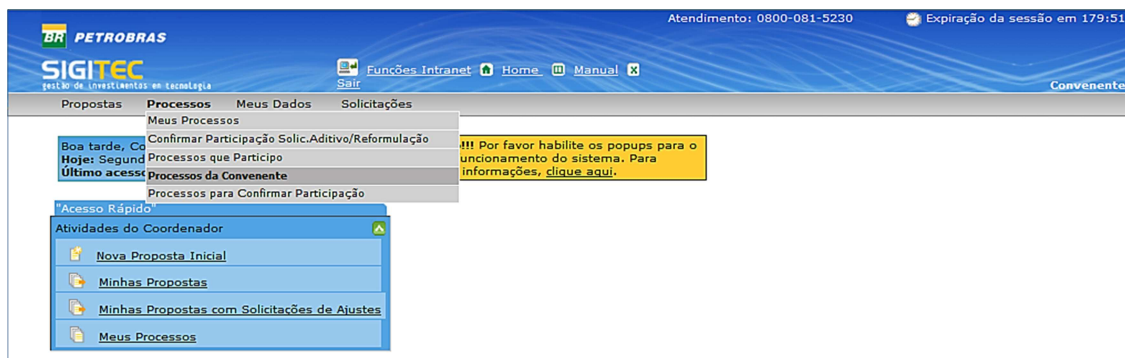 Atendimento: 0800-081-5230 Expiração da sessão em 179:51
BR PETROBRAS
SIGITEC
gestão de investimentos em tecnologia
Funções Intranet Home Manual
Sair
Convenente
Propostas Processos Meus Dados Solicitações
Meus Processos
Confirmar Participação Solic.Aditivo/Reformulação
Processos que Participo
Processos da Convenente
Processos para Confirmar Participação
Boa tarde, Co
Hoje: Segund
Último acesso
!!! Por favor habilite os popups para o
uncionamento do sistema. Para
informações, clique aqui.
"Acesso Rápido"
Atividades do Coordenador
Nova Proposta Inicial
Minhas Propostas
Minhas Propostas com Solicitações de Ajustes
Meus Processos